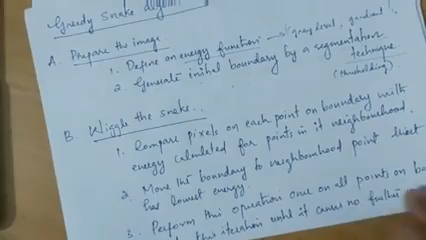 Greedy Snake
A. Prepare the image.
1. Define an energy function → grey level, gradient
2. Generate initial boundary by a segmentation
technique
(thresholding)
B. Wiggle the snake..
1. Compare pixels on each point on boundary with
energy calculated for points in it neighbourhood.
2. Move the boundary to neighbourhood point
has lowest energy.
3. Perform this operation once on all points on
this iteration until it causes no further